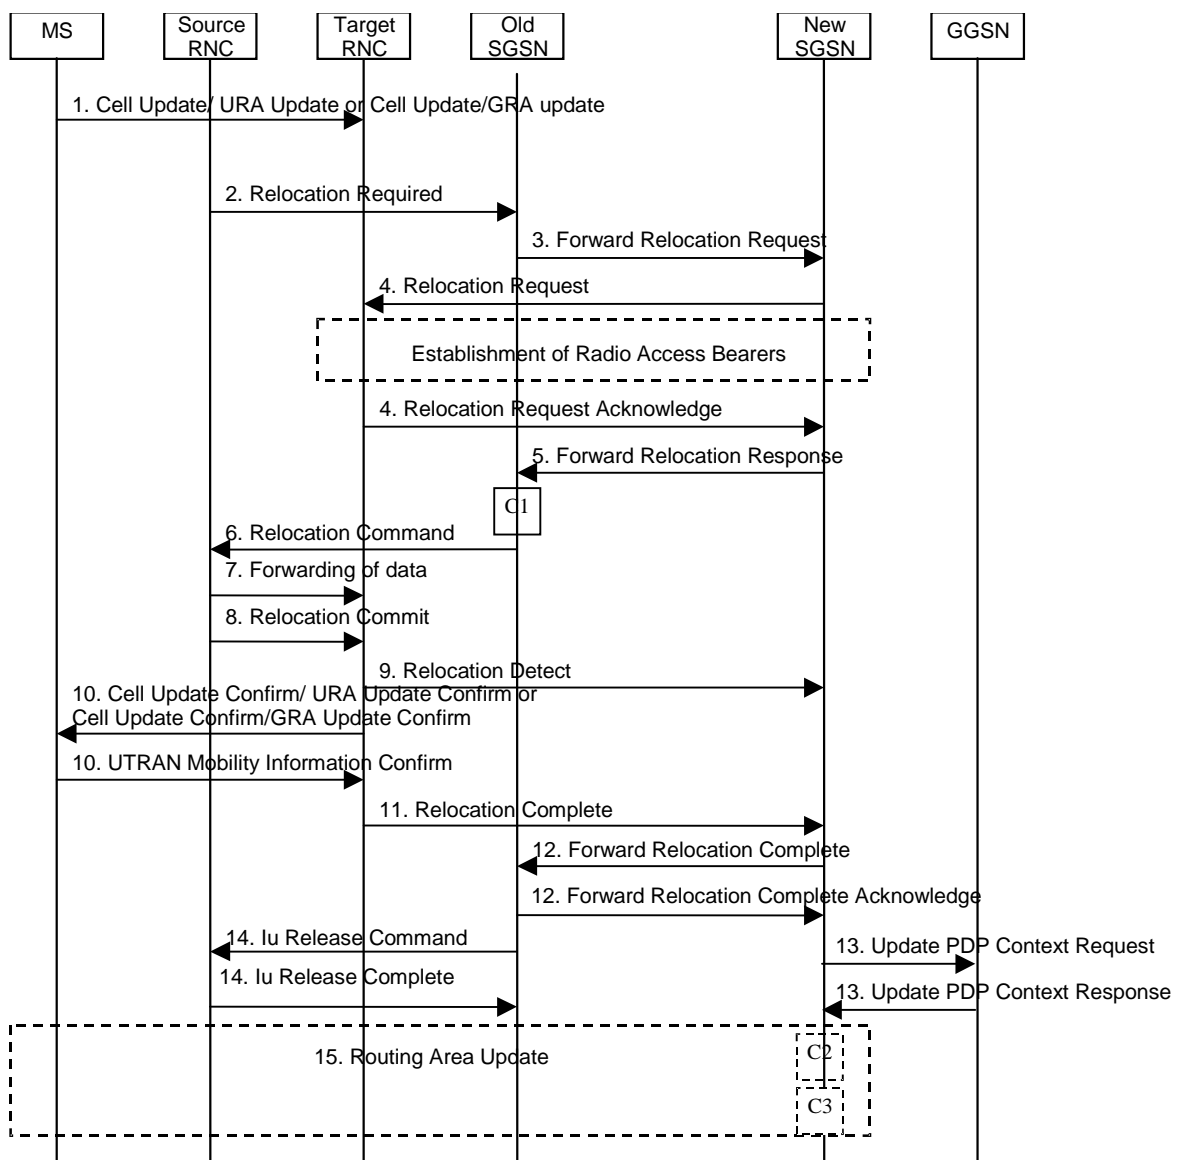 MS
Source
RNC
Target
RNC
Old
SGSN
New
SGSN
GGSN
1. Cell Update/ URA Update or Cell Update/GRA update
2. Relocation Required
3. Forward Relocation Request
4. Relocation Request
Establishment of Radio Access Bearers
4. Relocation Request Acknowledge
5. Forward Relocation Response
C1
6. Relocation Command
7. Forwarding of data
8. Relocation Commit
9. Relocation Detect
10. Cell Update Confirm/ URA Update Confirm or
Cell Update Confirm/GRA Update Confirm
10. UTRAN Mobility Information Confirm
11. Relocation Complete
12. Forward Relocation Complete
12. Forward Relocation Complete Acknowledge
14. Iu Release Command
13. Update PDP Context Request
14. Iu Release Complete
13. Update PDP Context Response
15. Routing Area Update
C2
C3